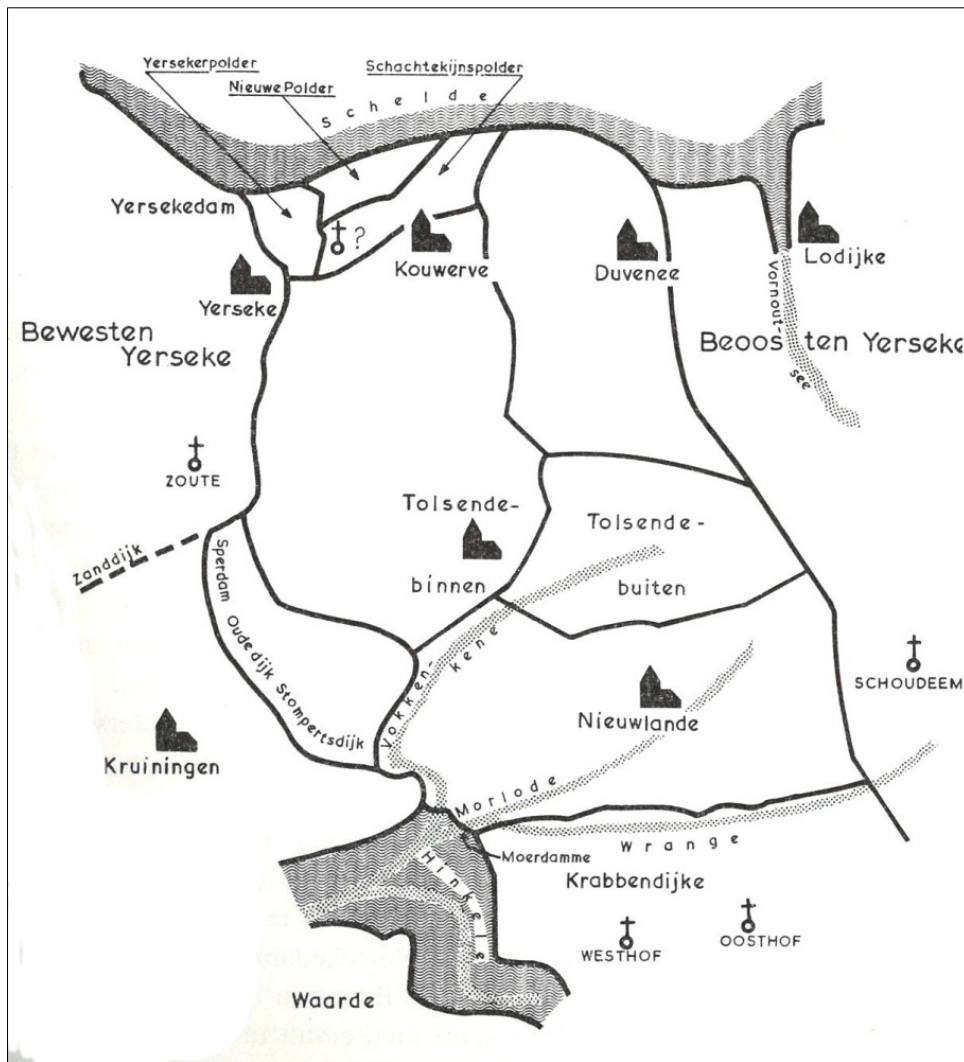 Yersekerpolder
Schachtekijnspolder
Nieuwe Polder
Schelde
Yersekedam
?
Kouwerve
Duvenee
Lodijke
Yerseke
Vornout-
see
Bewesten
Yerseke
Beoosten Yerseke
ZOUTE
Tolsende-
binnen
Tolsende-
buiten
Zanddijk
Sperdam Oudedijk Stompertsdijk
Vokken-
kene
SCHOUDEEM
Nieuwlande
Kruiningen
Morlode
Wrange
Moerdamme
Hinkele
Krabbendijke
WESTHOF
OOSTHOF
Waarde